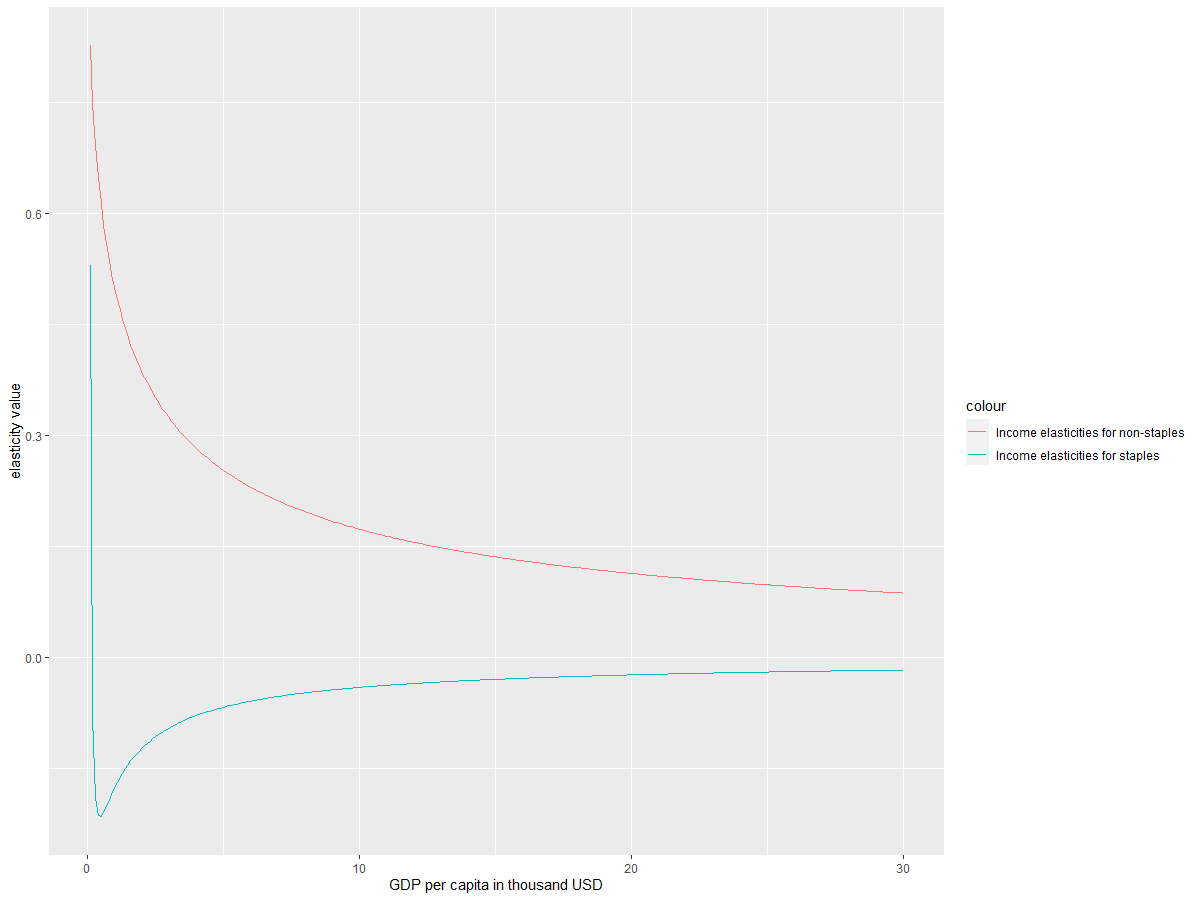 elasticity value
0.6
0.3
0.0
0
10
20
30
GDP per capita in thousand USD
colour
Income elasticities for non-staples
Income elasticities for staples